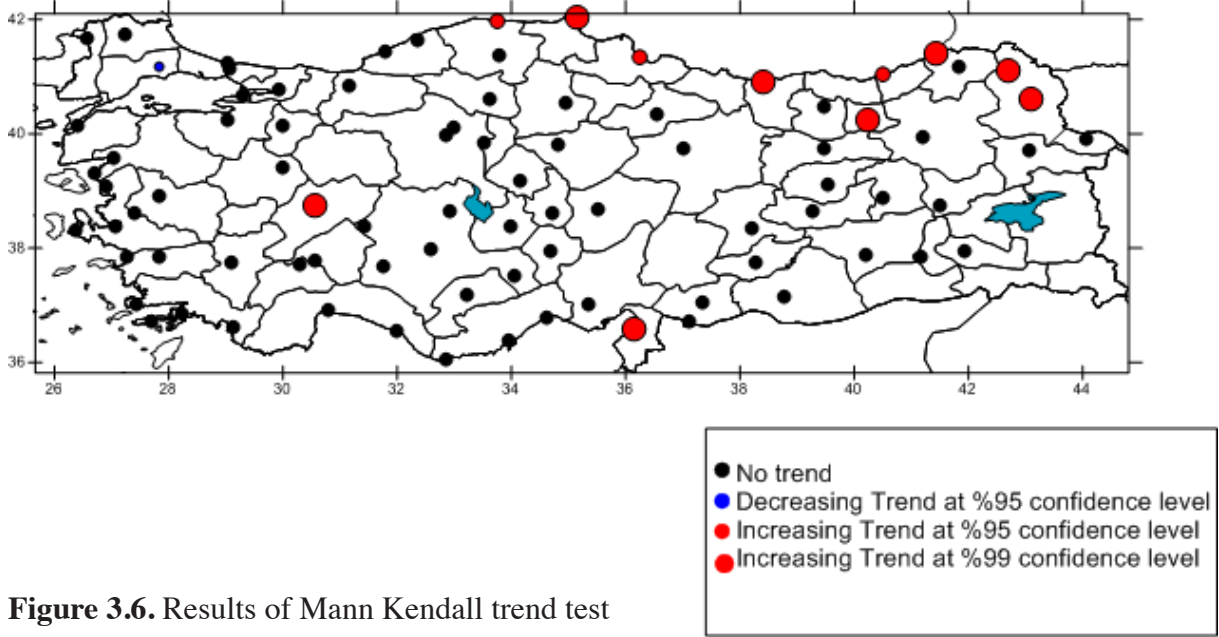 42
40
38
36
26 28 30 32 34 36 38 40 42 44
No trend
Decreasing Trend at %95 confidence level
Increasing Trend at %95 confidence level
Increasing Trend at %99 confidence level
Figure 3.6. Results of Mann Kendall trend test